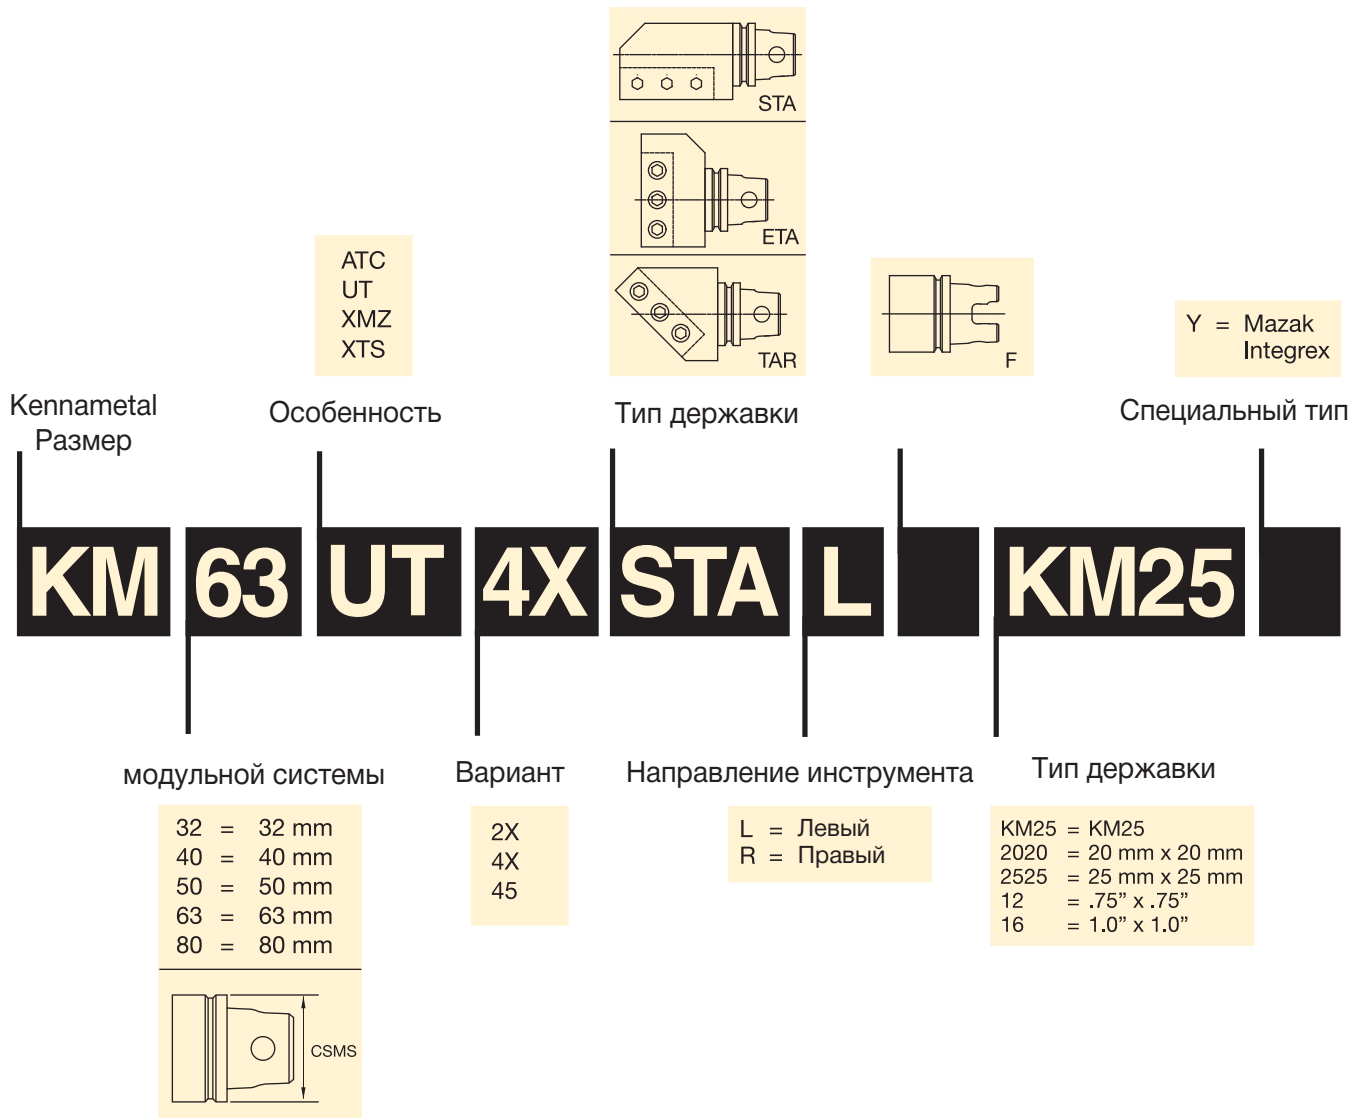 STA
ETA
TAR
ATC
UT
XMZ
XTS
F
Y = Mazak
Integrex
Kennametal
Размер
Особенность
Тип державки
Специальный тип
KM 63 UT 4X STA L KM25
модульной системы
Вариант
Направление инструмента
Тип державки
32 = 32 mm
40 = 40 mm
50 = 50 mm
63 = 63 mm
80 = 80 mm
CSMS
2X
4X
45
L = Левый
R = Правый
KM25 = KM25
2020 = 20 mm x 20 mm
2525 = 25 mm x 25 mm
12 = .75” x .75”
16 = 1.0” x 1.0”